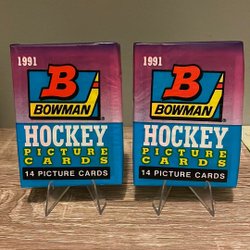 1991
B
BOWMAN
HOCKEY
PICTURE
CARDS
14 PICTURE CARDS
1991
B
BOWMAN
HOCKEY
PICTURE
CARDS
14 PICTURE CARDS